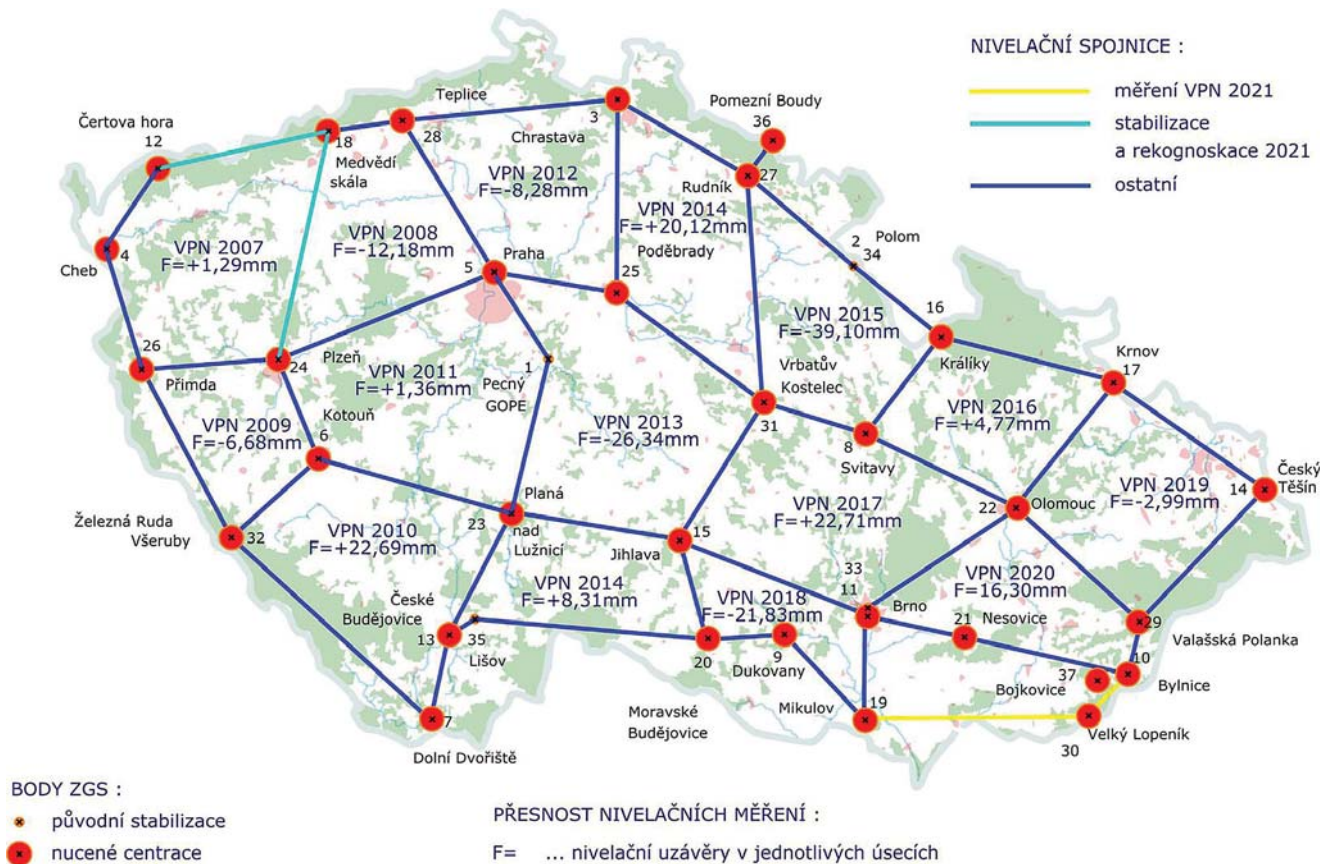 NIVELAČNÍ SPOJNICE :
měření VPN 2021
stabilizace
a rekognoskace 2021
ostatní
Teplice
28
Chrastava
3
Pomezní Boudy
36
Čertova hora
12
18
Medvědí
skála
VPN 2012
F=-8,28mm
Rudník
27
VPN 2014
F=+20,12mm
VPN 2007
F=+1,29mm
VPN 2008
F=-12,18mm
4
Cheb
5
Praha
25
Poděbrady
2
34
Polom
VPN 2015
F=-39,10mm
16
Králíky
26
Přimda
24
Plzeň
VPN 2011
F=+1,36mm
1
Pecný
GOPE
Vrbatův
Kostelec
31
Krnov
17
VPN 2016
F=+4,77mm
VPN 2009
F=-6,68mm
Kotouň
6
VPN 2013
F=-26,34mm
8
Svitavy
Český
Těšín
14
VPN 2019
F=-2,99mm
Železná Ruda
Všeruby
32
VPN 2010
F=+22,69mm
Planá
nad
Lužnicí
23
15
Jihlava
VPN 2017
F=+22,71mm
22
Olomouc
VPN 2014
F=+8,31mm
VPN 2018
F=-21,83mm
33
11
Brno
VPN 2020
F=16,30mm
České
Budějovice
13
35
Lišov
20
9
Dukovany
21
Nesovice
29
Valašská Polanka
10
Bylnice
37
Bojkovice
Moravské
Budějovice
Mikulov
19
Velký Lopeník
30
7
Dolní Dvořiště
BODY ZGS :
původní stabilizace
nucené centrace
PŘESNOST NIVELAČNÍCH MĚŘENÍ :
F= ... nivelační uzávěry v jednotlivých úsecích